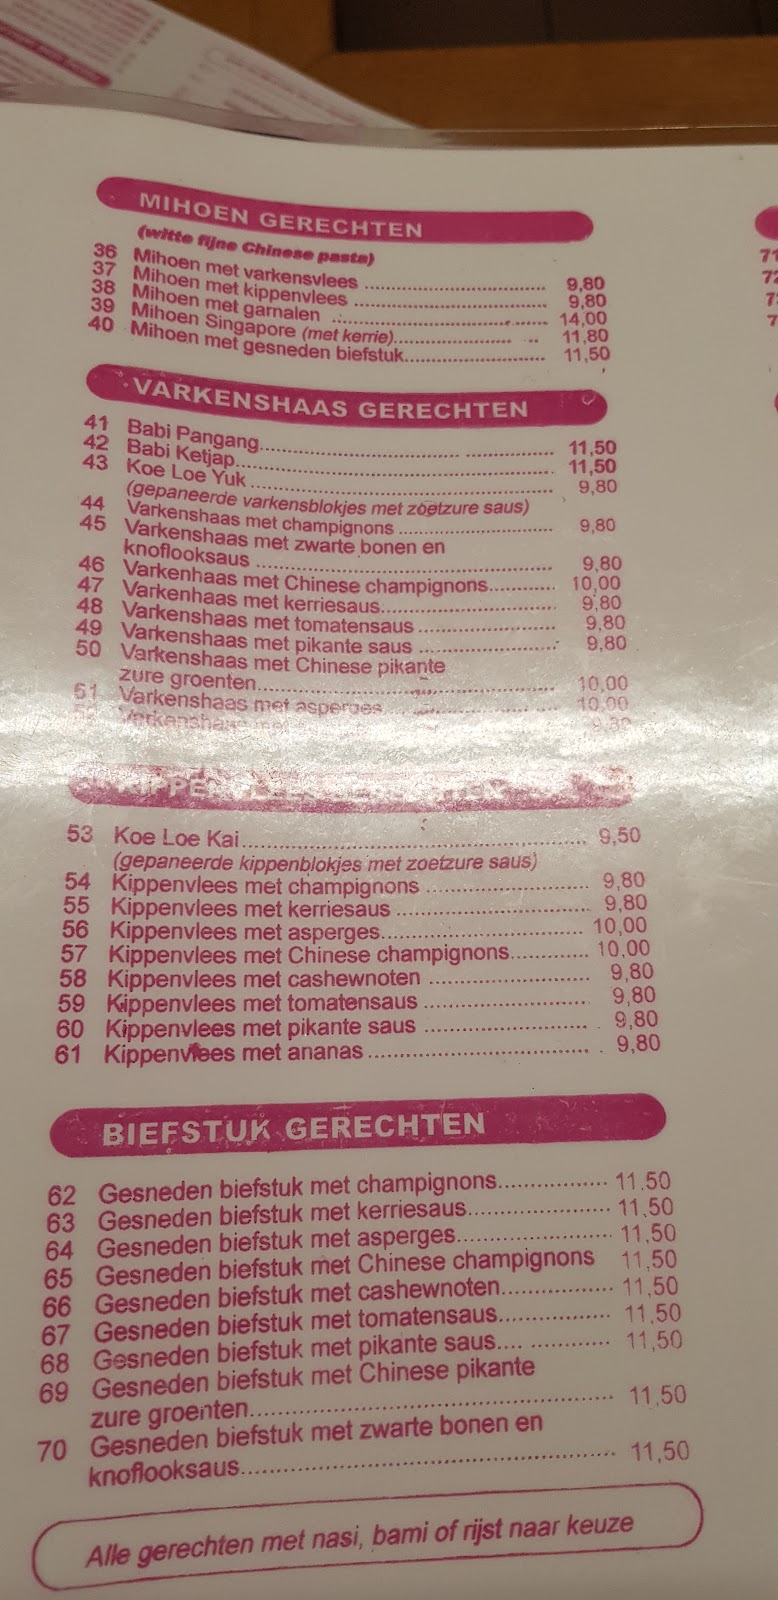 MIHOEN GERECHTEN
(witte fijne Chinese pasta)
36 Mihoen met varkensvlees 9,80
37 Mihoen met kippenvlees 9,80
38 Mihoen met garnalen 14,00
39 Mihoen Singapore (met kerrie) 11,80
40 Mihoen met gesneden biefstuk 11,50
VARKENSHAAS GERECHTEN
41 Babi Pangang 11,50
42 Babi Ketjap 11,50
43 Koe Loe Yuk 9,80
(gepaneerde varkensblokjes met zoetzure saus)
44 Varkenshaas met champignons 9,80
45 Varkenshaas met zwarte bonen en
knoflooksaus 9,80
46 Varkenhaas met Chinese champignons 10,00
47 Varkenhaas met kerriesaus 9,80
48 Varkenshaas met tomatensaus 9,80
49 Varkenshaas met pikante saus 9,80
50 Varkenshaas met Chinese pikante
zure groenten 10,00
51 Varkenshaas met asperges 10,00
Varkenshaas met 9,80
KIPPENVLEES GERECHTEN
53 Koe Loe Kai 9,50
(gepaneerde kippenblokjes met zoetzure saus)
54 Kippenvlees met champignons 9,80
55 Kippenvlees met kerriesaus 9,80
56 Kippenvlees met asperges 10,00
57 Kippenvlees met Chinese champignons 10,00
58 Kippenvlees met cashewnoten 9,80
59 Kippenvlees met tomatensaus 9,80
60 Kippenvlees met pikante saus 9,80
61 Kippenvlees met ananas 9,80
BIEFSTUK GERECHTEN
62 Gesneden biefstuk met champignons 11,50
63 Gesneden biefstuk met kerriesaus 11,50
64 Gesneden biefstuk met asperges 11,50
65 Gesneden biefstuk met Chinese champignons 11,50
66 Gesneden biefstuk met cashewnoten 11,50
67 Gesneden biefstuk met tomatensaus 11,50
68 Gesneden biefstuk met pikante saus 11,50
69 Gesneden biefstuk met Chinese pikante
zure groenten 11,50
70 Gesneden biefstuk met zwarte bonen en
knoflooksaus 11,50
Alle gerechten met nasi, bami of rijst naar keuze
71
72